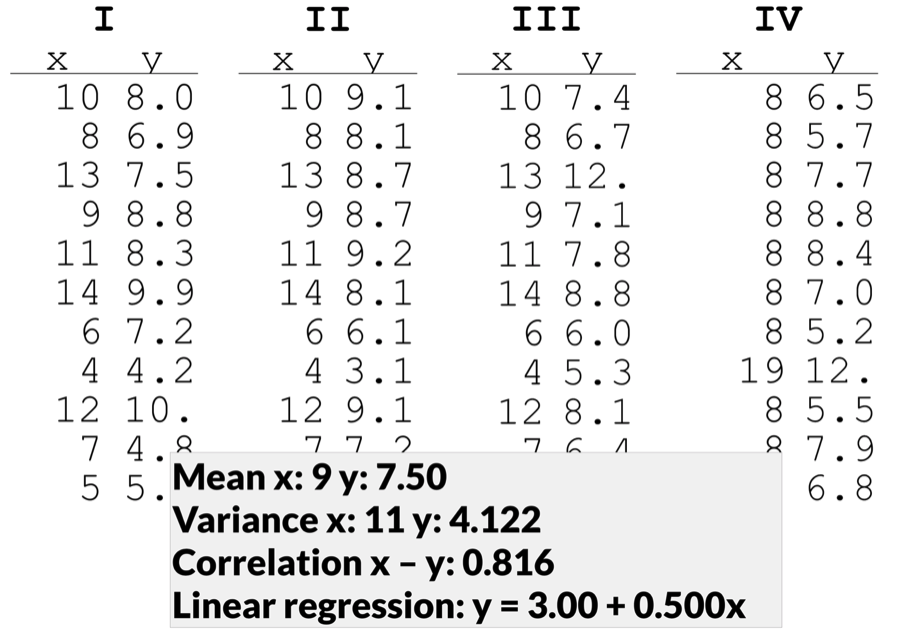 I II III IV
x y x y x y x y
10 8.0 10 9.1 10 7.4 8 6.5
8 6.9 8 8.1 8 6.7 8 5.7
13 7.5 13 8.7 13 12. 8 7.7
9 8.8 9 8.7 9 7.1 8 8.8
11 8.3 11 9.2 11 7.8 8 8.4
14 9.9 14 8.1 14 8.8 8 7.0
6 7.2 6 6.1 6 6.0 8 5.2
4 4.2 4 3.1 4 5.3 19 12.
12 10. 12 9.1 12 8.1 8 5.5
7 4.8 7 7.2 7 6.4 8 7.9
5 5. 6.8
Mean x: 9 y: 7.50
Variance x: 11 y: 4.122
Correlation x – y: 0.816
Linear regression: y = 3.00 + 0.500x